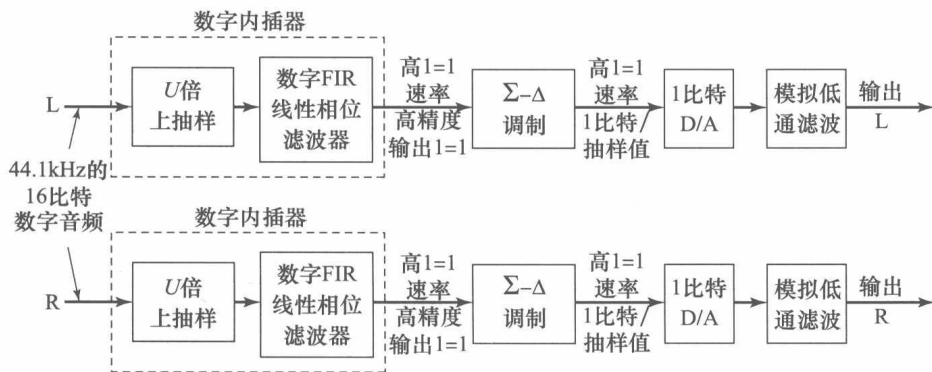 数字内插器
L
U倍
上抽样
数字FIR
线性相位
滤波器
高1=1
速率
高精度
输出1=1
Σ-Δ
调制
高1=1
速率
1比特/
抽样值
1比特
D/A
模拟低
通滤波
输出
L
44.1kHz的
16比特
数字音频
数字内插器
R
U倍
上抽样
数字FIR
线性相位
滤波器
高1=1
速率
高精度
输出1=1
Σ-Δ
调制
高1=1
速率
1比特/
抽样值
1比特
D/A
模拟低
通滤波
输出
R